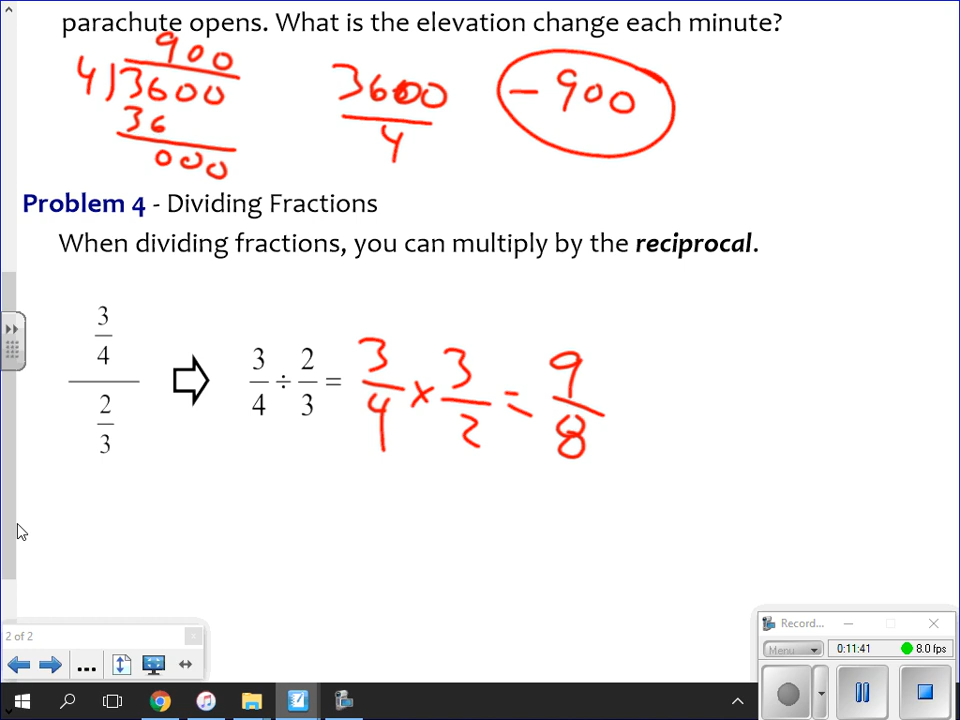 parachute opens. What is the elevation change each minute?
900
4)3600
36
000
3600
4
-900
Problem 4 - Dividing Fractions
When dividing fractions, you can multiply by the reciprocal.
3/4
2/3
3/4 ÷ 2/3 = 3/4 × 3/2 = 9/8
2 of 2
...
Record...
Menu
0:11:41
8.0 fps